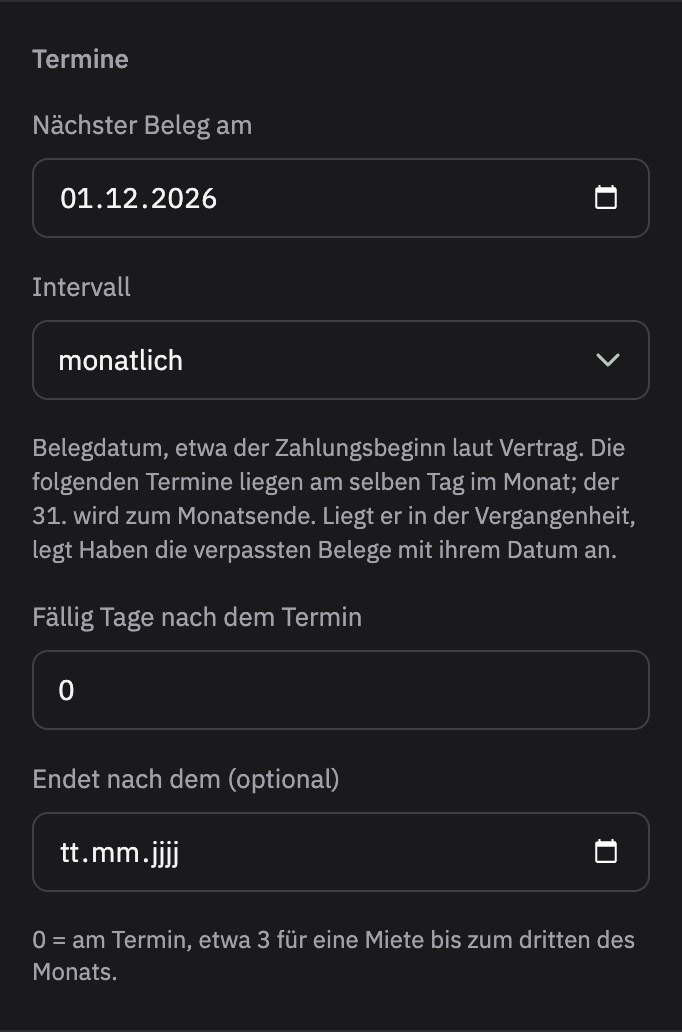 Termine
Nächster Beleg am
01.12.2026
Intervall
monatlich
Belegdatum, etwa der Zahlungsbeginn laut Vertrag. Die
folgenden Termine liegen am selben Tag im Monat; der
31. wird zum Monatsende. Liegt er in der Vergangenheit,
legt Haben die verpassten Belege mit ihrem Datum an.
Fällig Tage nach dem Termin
0
Endet nach dem (optional)
tt.mm.jjjj
0 = am Termin, etwa 3 für eine Miete bis zum dritten des
Monats.